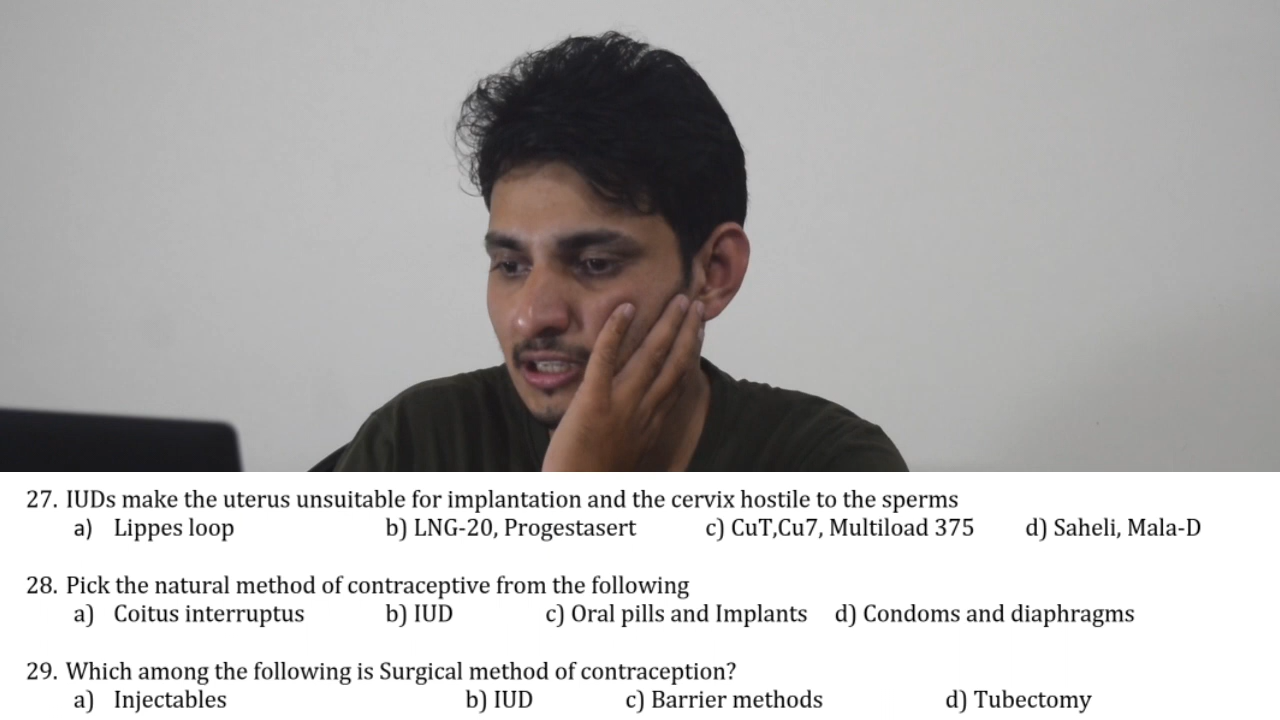 27. IUDs make the uterus unsuitable for implantation and the cervix hostile to the sperms
a) Lippes loop b) LNG-20, Progestasert c) CuT,Cu7, Multiload 375 d) Saheli, Mala-D
28. Pick the natural method of contraceptive from the following
a) Coitus interruptus b) IUD c) Oral pills and Implants d) Condoms and diaphragms
29. Which among the following is Surgical method of contraception?
a) Injectables b) IUD c) Barrier methods d) Tubectomy